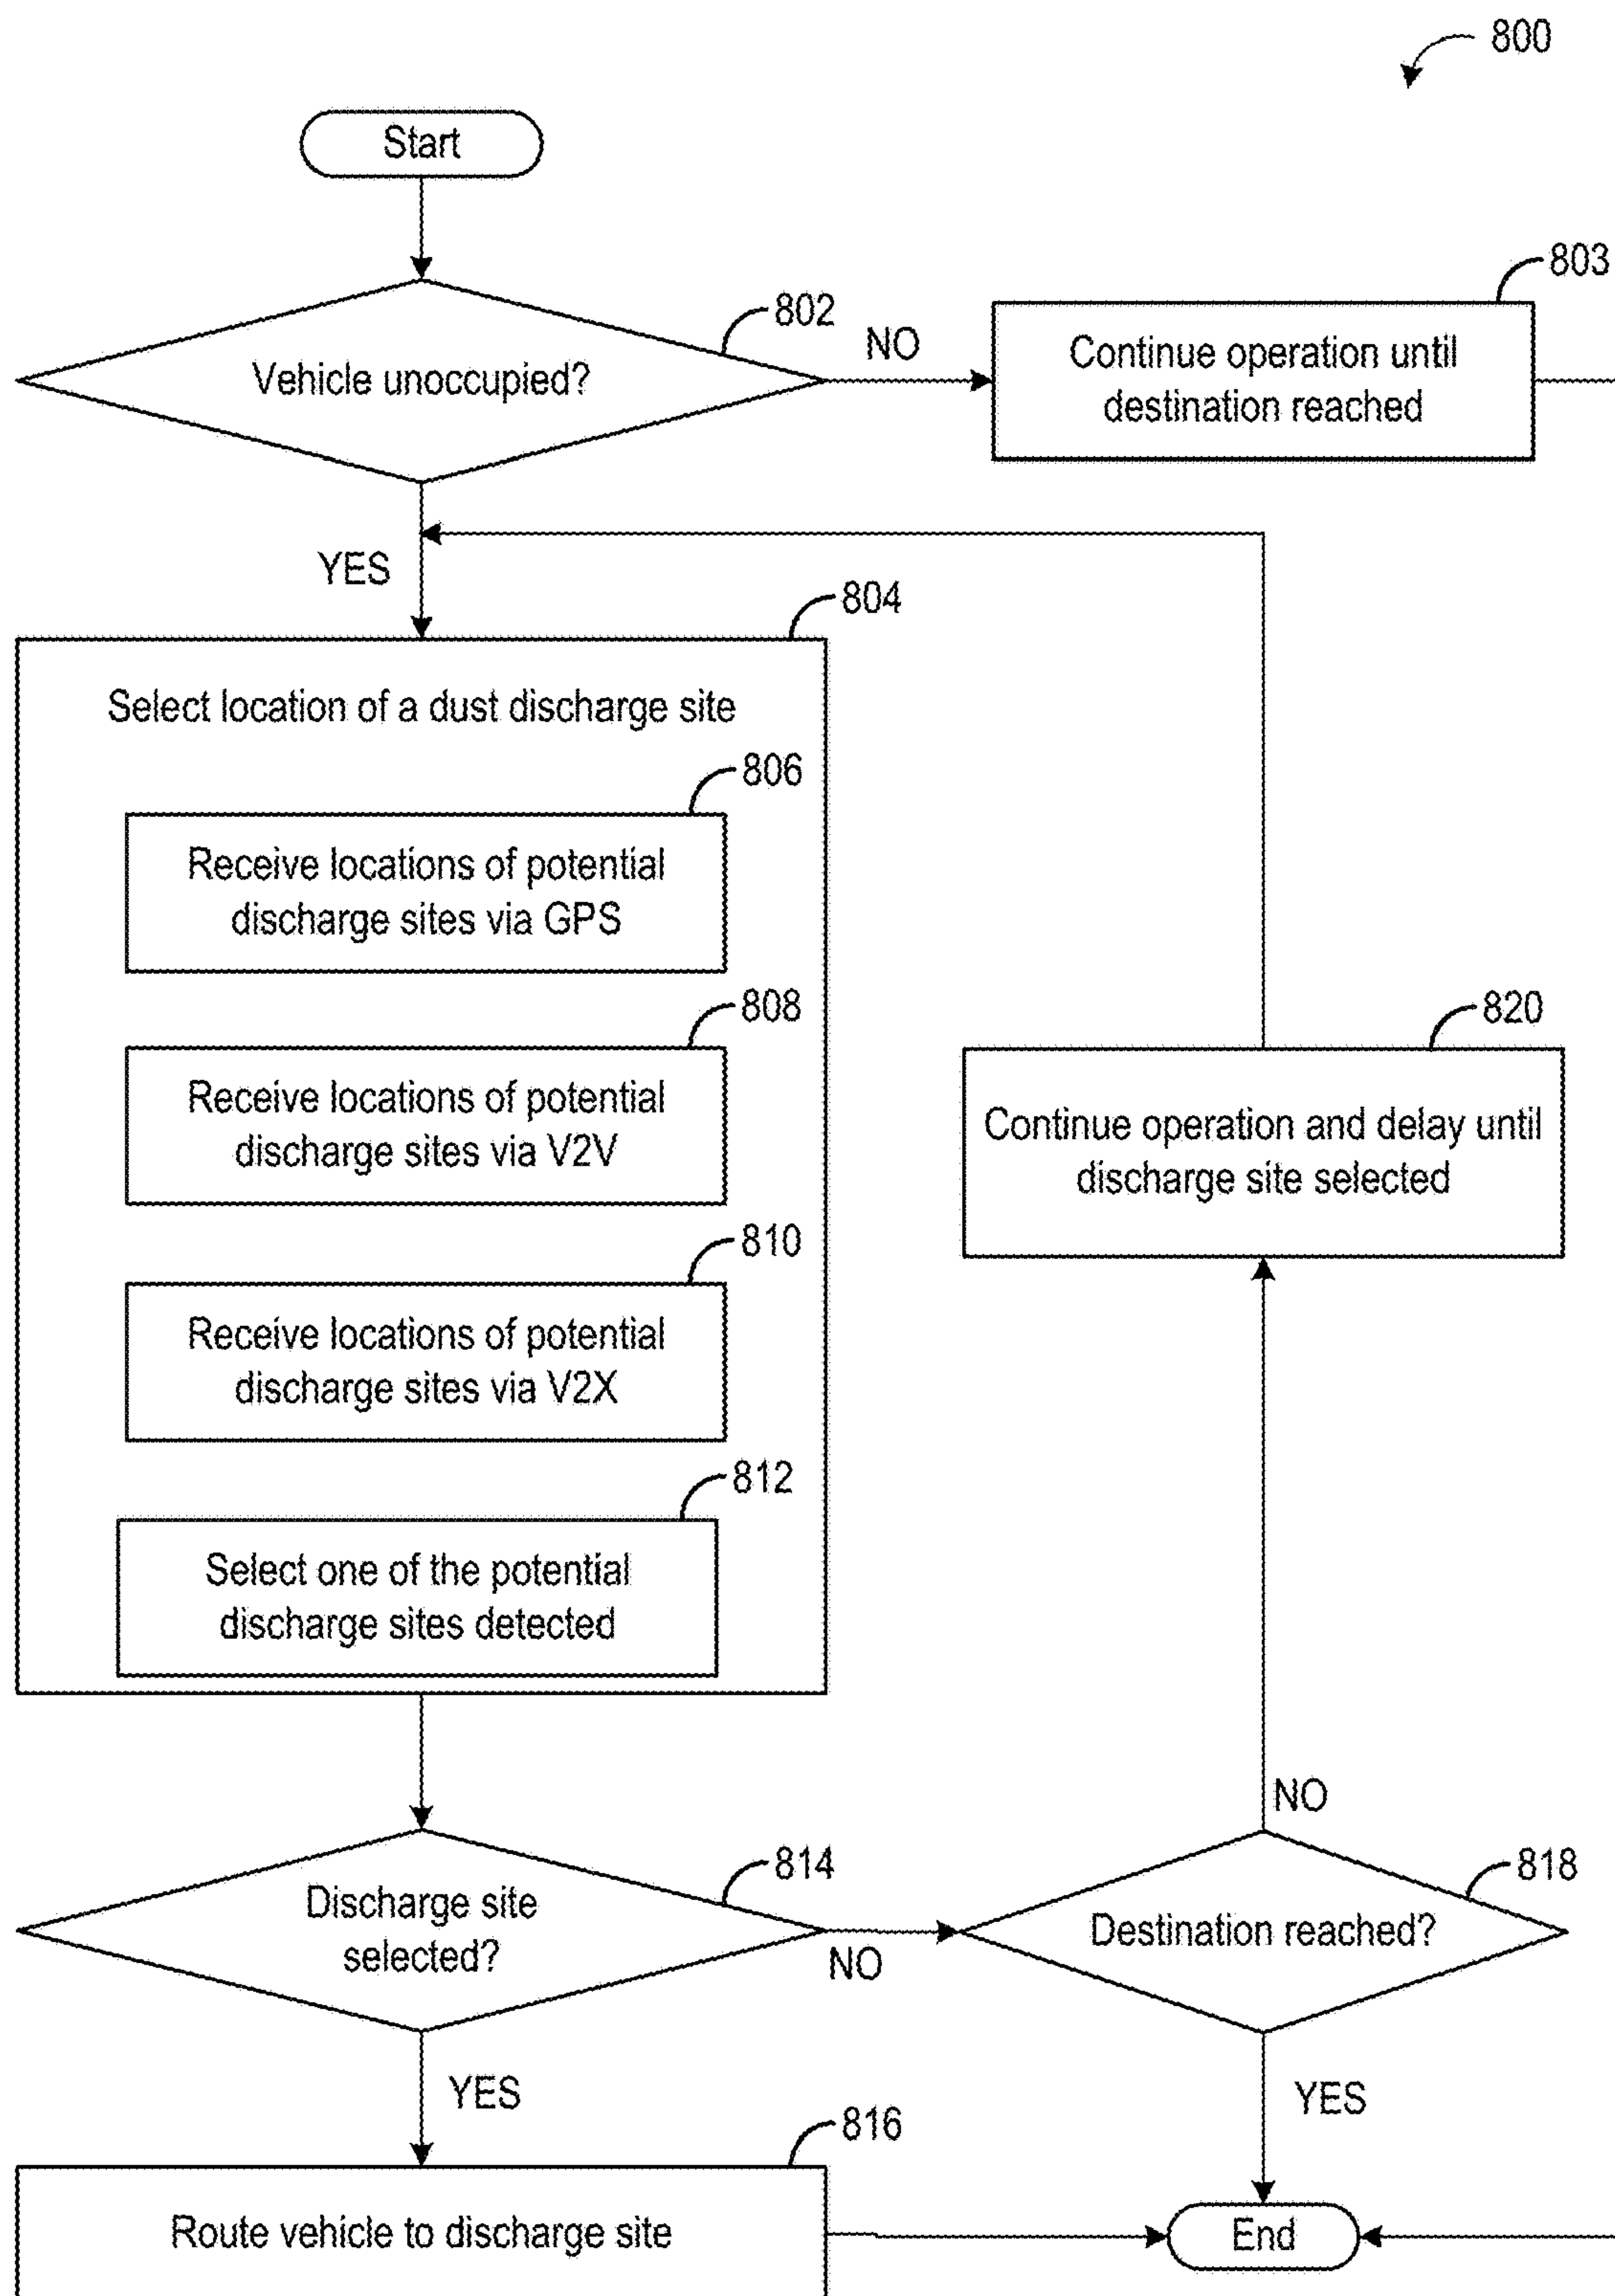 800
Start
802
Vehicle unoccupied?
NO
803
Continue operation until
destination reached
YES
804
Select location of a dust discharge site
806
Receive locations of potential
discharge sites via GPS
808
Receive locations of potential
discharge sites via V2V
820
Continue operation and delay until
discharge site selected
810
Receive locations of potential
discharge sites via V2X
812
Select one of the potential
discharge sites detected
814
Discharge site
selected?
NO
NO
818
Destination reached?
YES
YES
816
Route vehicle to discharge site
End